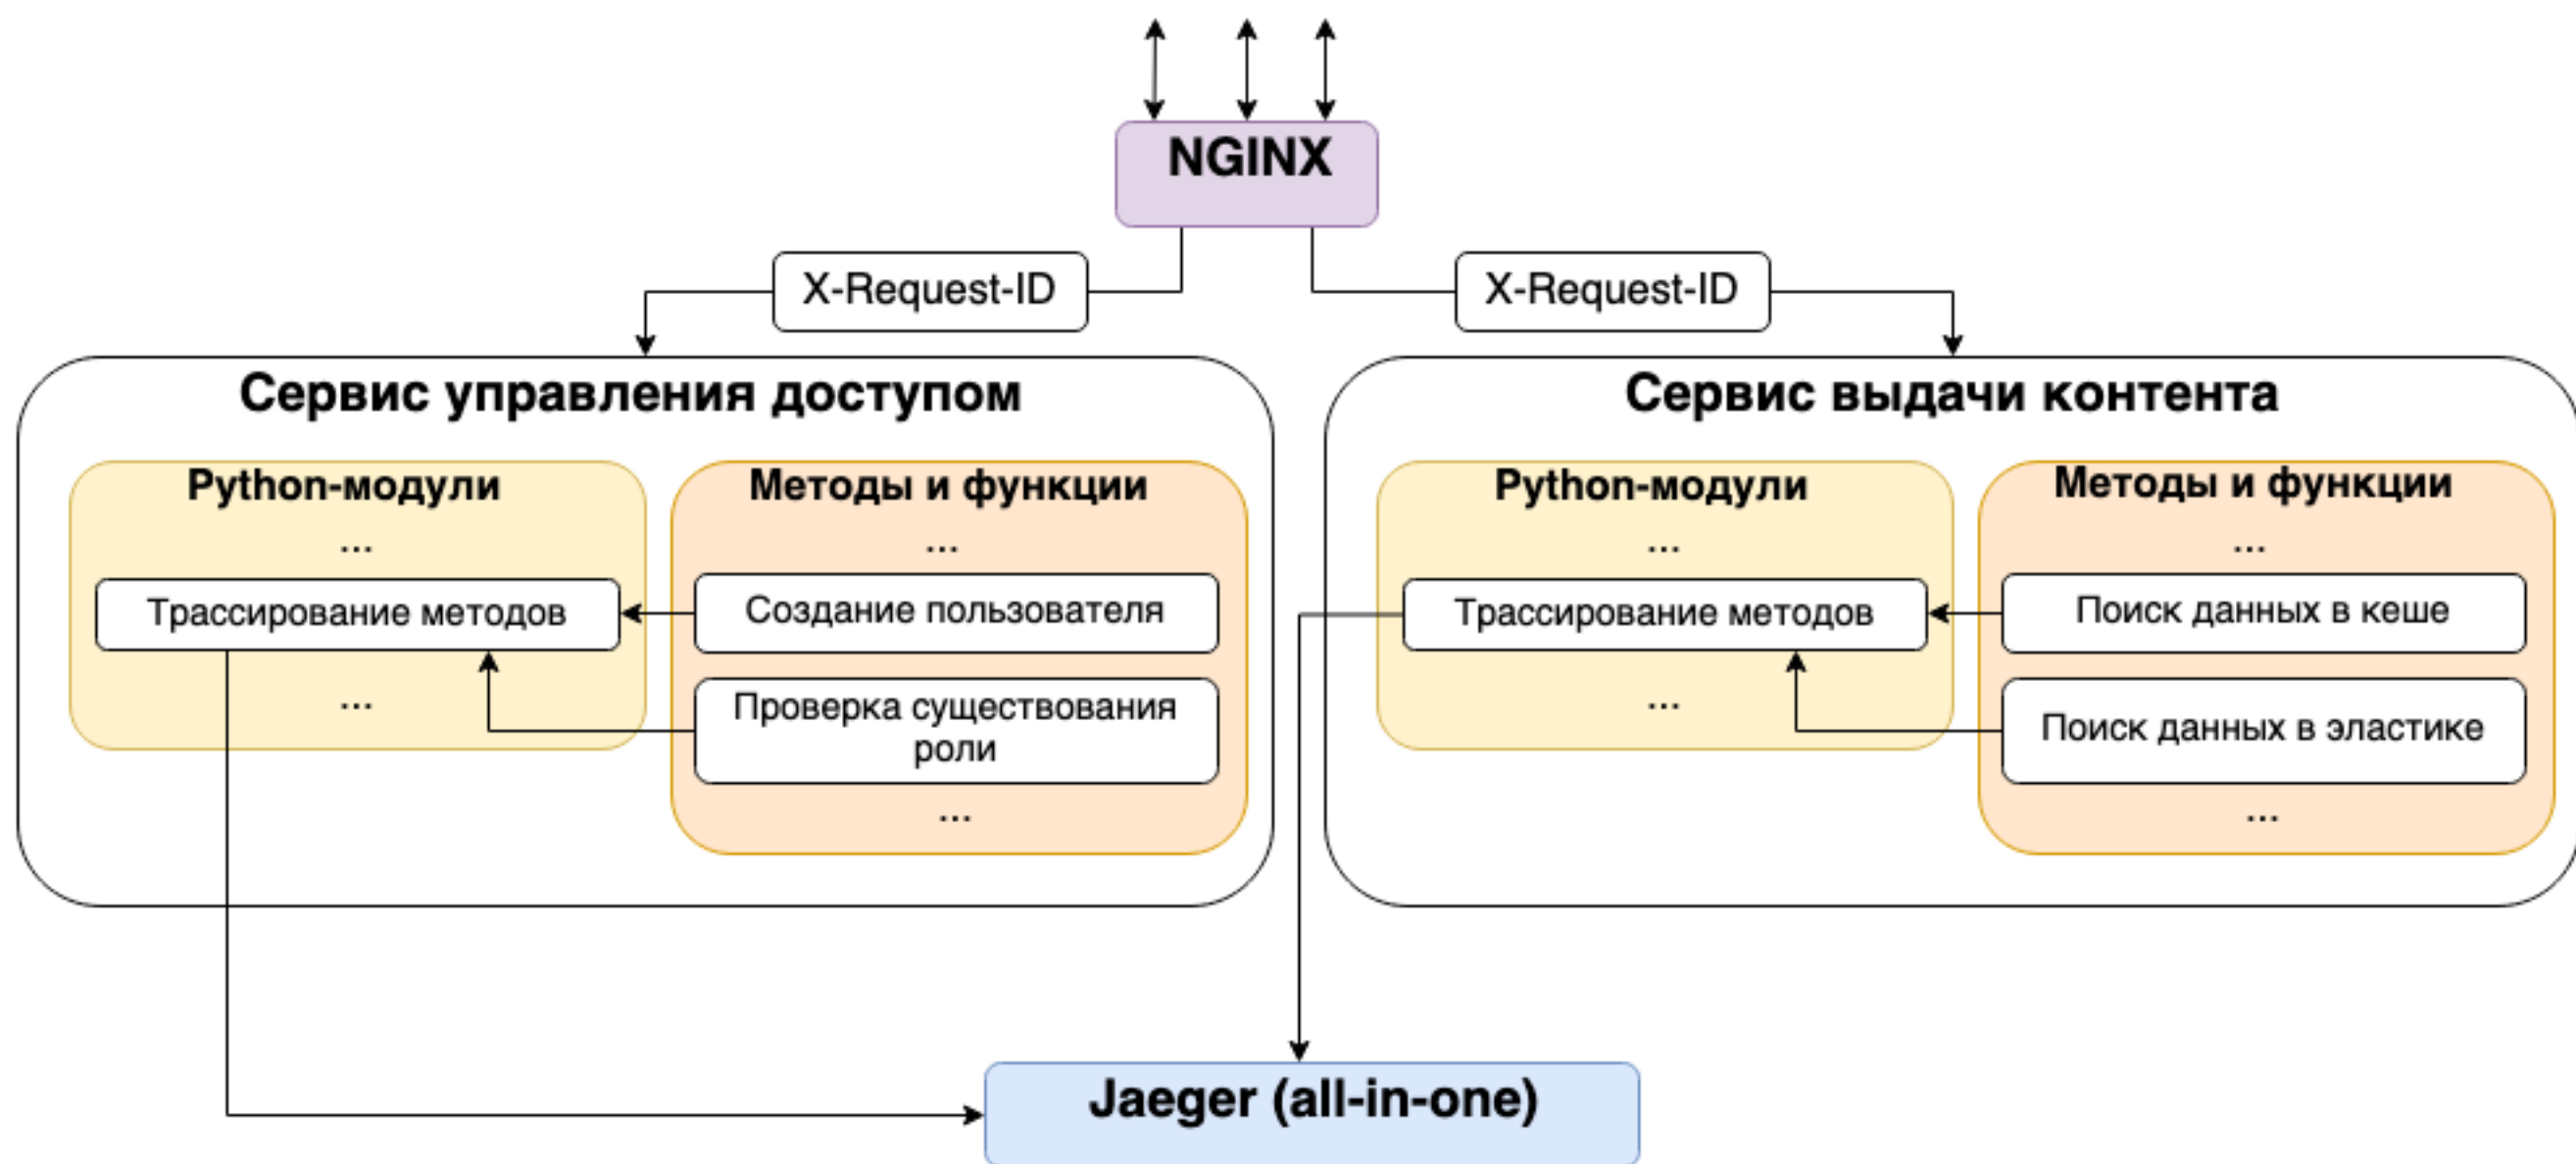 NGINX
X-Request-ID
X-Request-ID
Сервис управления доступом
Python-модули
...
Трассирование методов
...
Методы и функции
...
Создание пользователя
Проверка существования
роли
...
Сервис выдачи контента
Python-модули
...
Трассирование методов
...
Методы и функции
...
Поиск данных в кеше
Поиск данных в эластике
...
Jaeger (all-in-one)